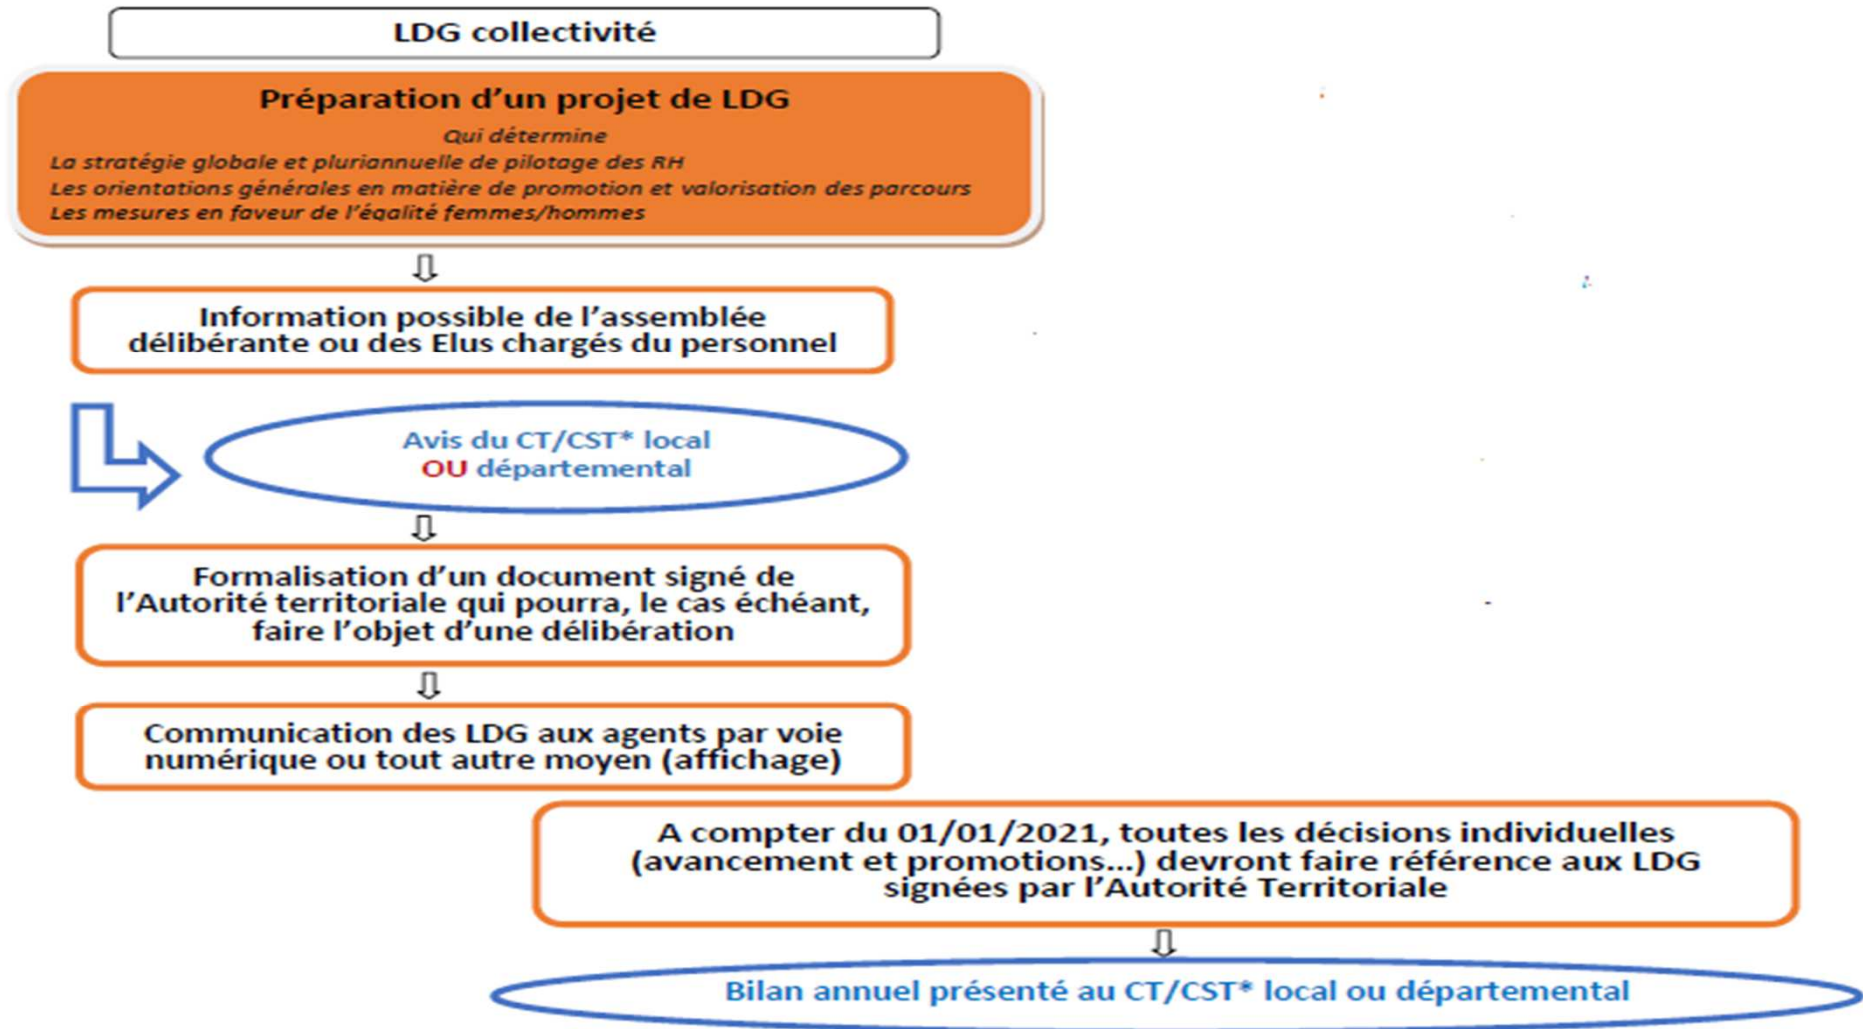 LDG collectivité
Préparation d'un projet de LDG
Qui détermine
La stratégie globale et pluriannuelle de pilotage des RH
Les orientations générales en matière de promotion et valorisation des parcours
Les mesures en faveur de l'égalité femmes/hommes
Information possible de l'assemblée
délibérante ou des Elus chargés du personnel
Avis du CT/CST* local
OU départemental
Formalisation d'un document signé de
l'Autorité territoriale qui pourra, le cas échéant,
faire l'objet d'une délibération
Communication des LDG aux agents par voie
numérique ou tout autre moyen (affichage)
A compter du 01/01/2021, toutes les décisions individuelles
(avancement et promotions...) devront faire référence aux LDG
signées par l'Autorité Territoriale
Bilan annuel présenté au CT/CST* local ou départemental